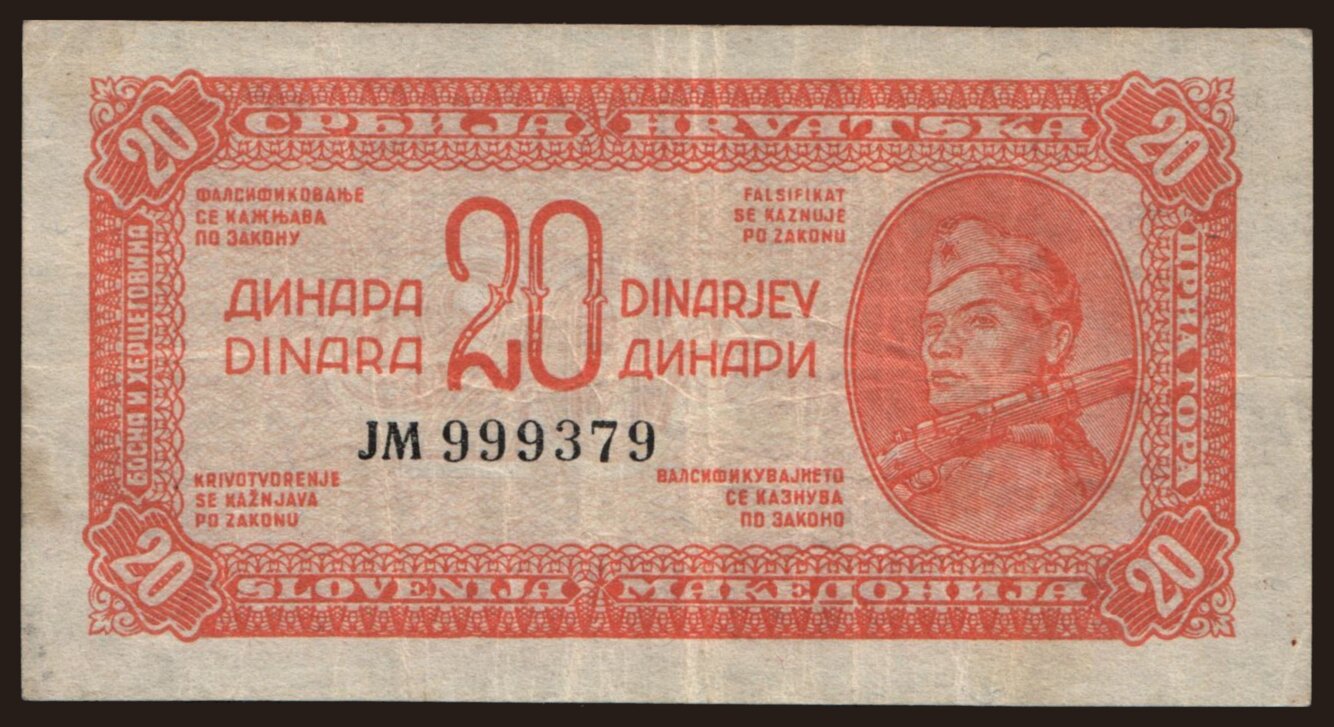 20
СРБИЈА HRVATSKA
20
ФАЛСИФИКОВАЊЕ
СЕ КАЖЊАВА
ПО ЗАКОНУ
FALSIFIKAT
SE KAZNUJE
PO ZAKONU
БОСНА И ХЕРЦЕГОВИНА
ДИНАРА 20 DINARJEV
DINARA ДИНАРИ
ЦРНА ГОРА
JM 999379
KRIVOTVORENJE
SE KAŽNJAVA
PO ZAKONU
ВАЛСИФИКУВАЈНЕТО
СЕ КАЗНУВА
ПО ЗАКОНО
20
SLOVENIJA МАКЕДОНИЈА
20